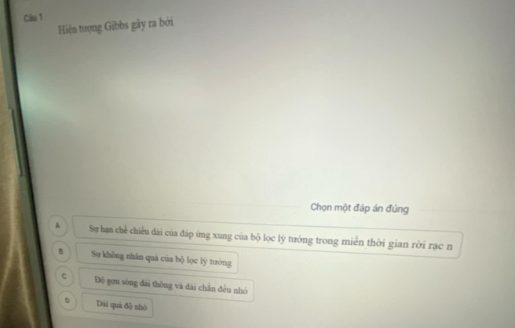 Câu 1
Hiện tượng Gibbs gây ra bởi
Chọn một đáp án đúng
A
Sự hạn chế chiều dài của đáp ứng xung của bộ lọc lý tưởng trong miền thời gian rời rạc n
B
Sự không nhân quả của bộ lọc lý tưởng
C
Độ gợn sóng dải thông và dải chắn đều nhỏ
D
Dải quá độ nhỏ